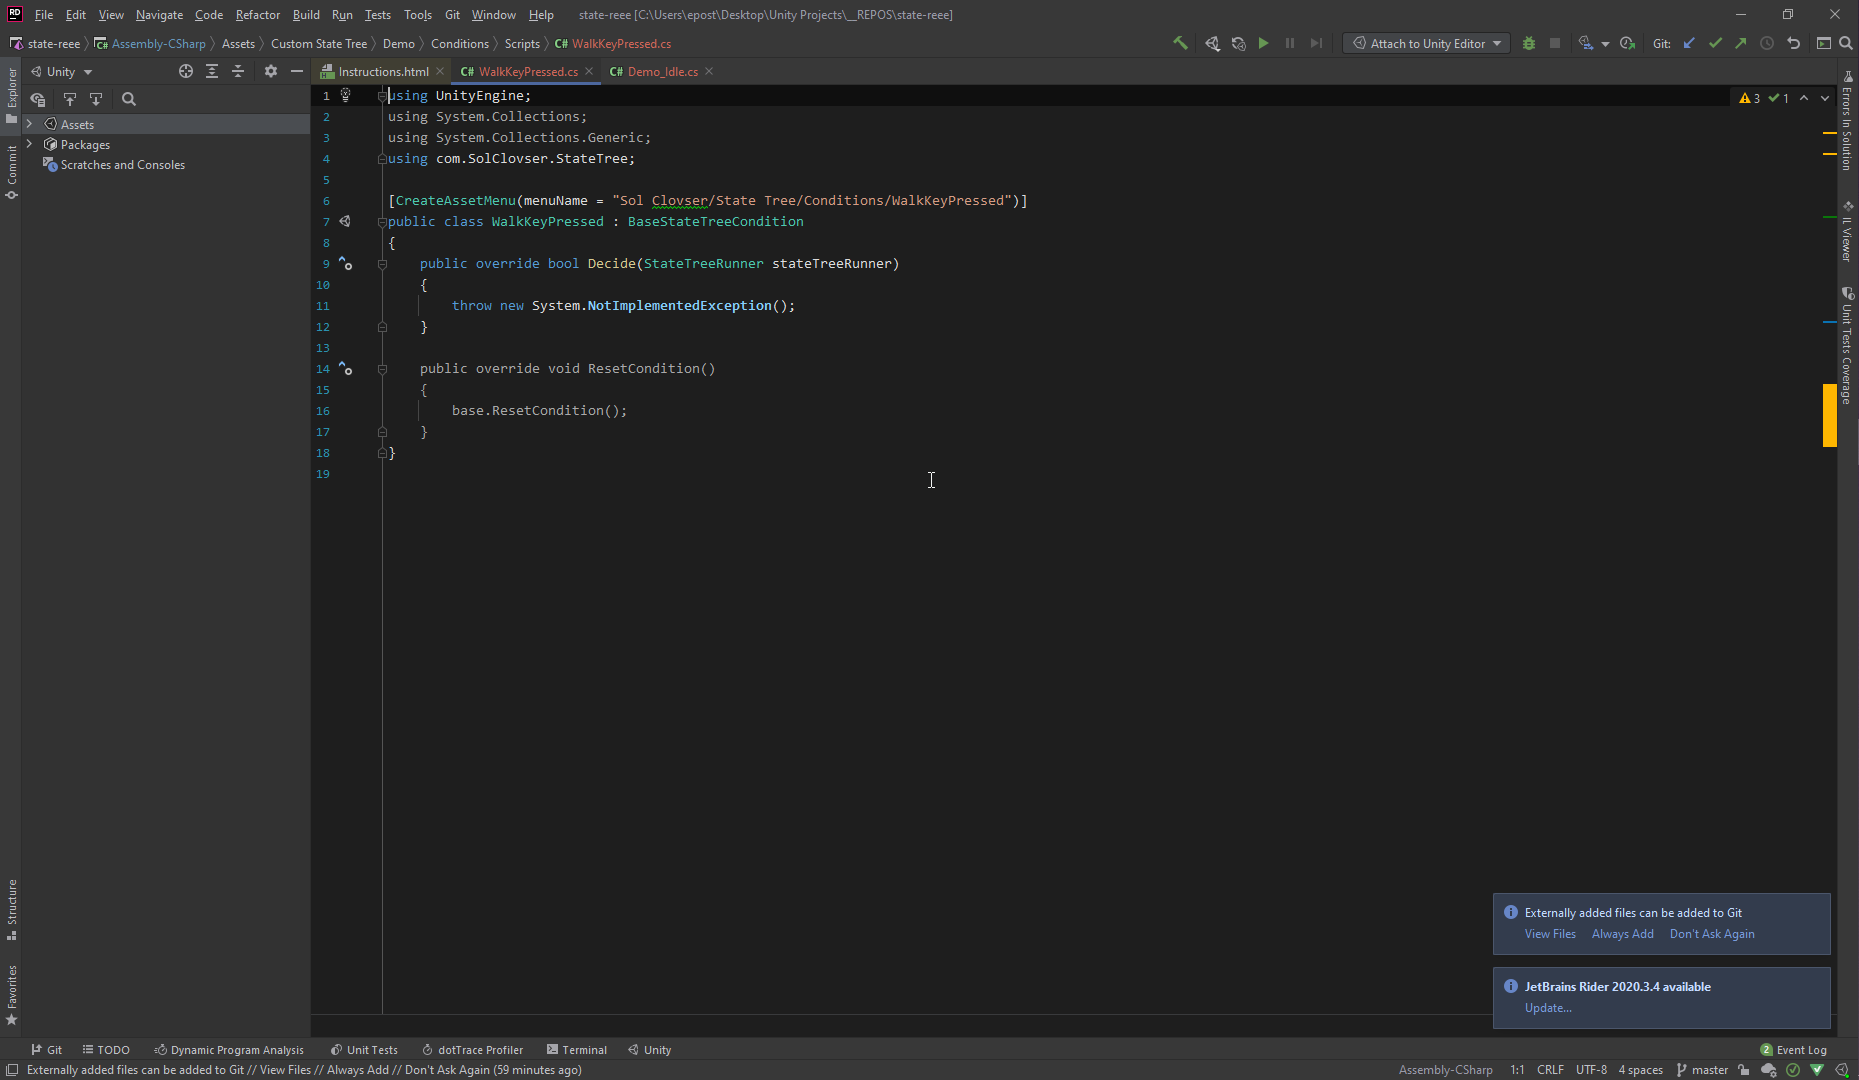 RD File Edit View Navigate Code Refactor Build Run Tests Tools Git Window Help state-reee [C:\Users\epost\Desktop\Unity Projects\__REPOS\state-reee]
state-reee Assembly-CSharp Assets Custom State Tree Demo Conditions Scripts C# WalkKeyPressed.cs Attach to Unity Editor Git:
Unity Instructions.html C# WalkKeyPressed.cs C# Demo_Idle.cs
Explorer
Commit
Structure
Favorites
Assets
Packages
Scratches and Consoles
1 using UnityEngine;
2 using System.Collections;
3 using System.Collections.Generic;
4 using com.SolClovser.StateTree;
5
6 [CreateAssetMenu(menuName = "Sol Clovser/State Tree/Conditions/WalkKeyPressed")]
7 public class WalkKeyPressed : BaseStateTreeCondition
8 {
9 public override bool Decide(StateTreeRunner stateTreeRunner)
10 {
11 throw new System.NotImplementedException();
12 }
13
14 public override void ResetCondition()
15 {
16 base.ResetCondition();
17 }
18 }
19
3 1
Errors In Solution
IL Viewer
Unit Tests Coverage
Externally added files can be added to Git
View Files Always Add Don't Ask Again
JetBrains Rider 2020.3.4 available
Update...
Git TODO Dynamic Program Analysis Unit Tests dotTrace Profiler Terminal Unity 2 Event Log
Externally added files can be added to Git // View Files // Always Add // Don't Ask Again (59 minutes ago) Assembly-CSharp 1:1 CRLF UTF-8 4 spaces master